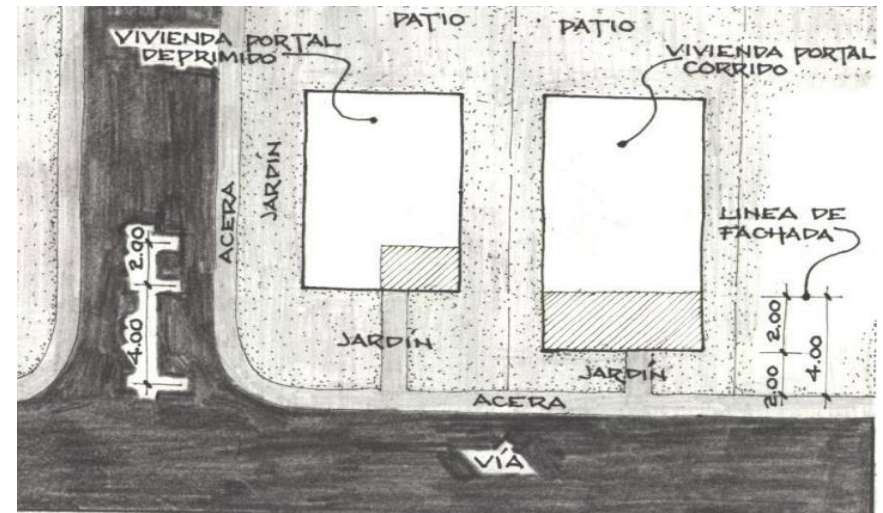 PATIO
PATIO
VIVIENDA PORTAL
DEPRIMIDO
VIVIENDA PORTAL
CORRIDO
JARDÍN
ACERA
LINEA DE
FACHADA
2.00
4.00
2.00
4.00
2.00
JARDÍN
JARDÍN
ACERA
VÍA